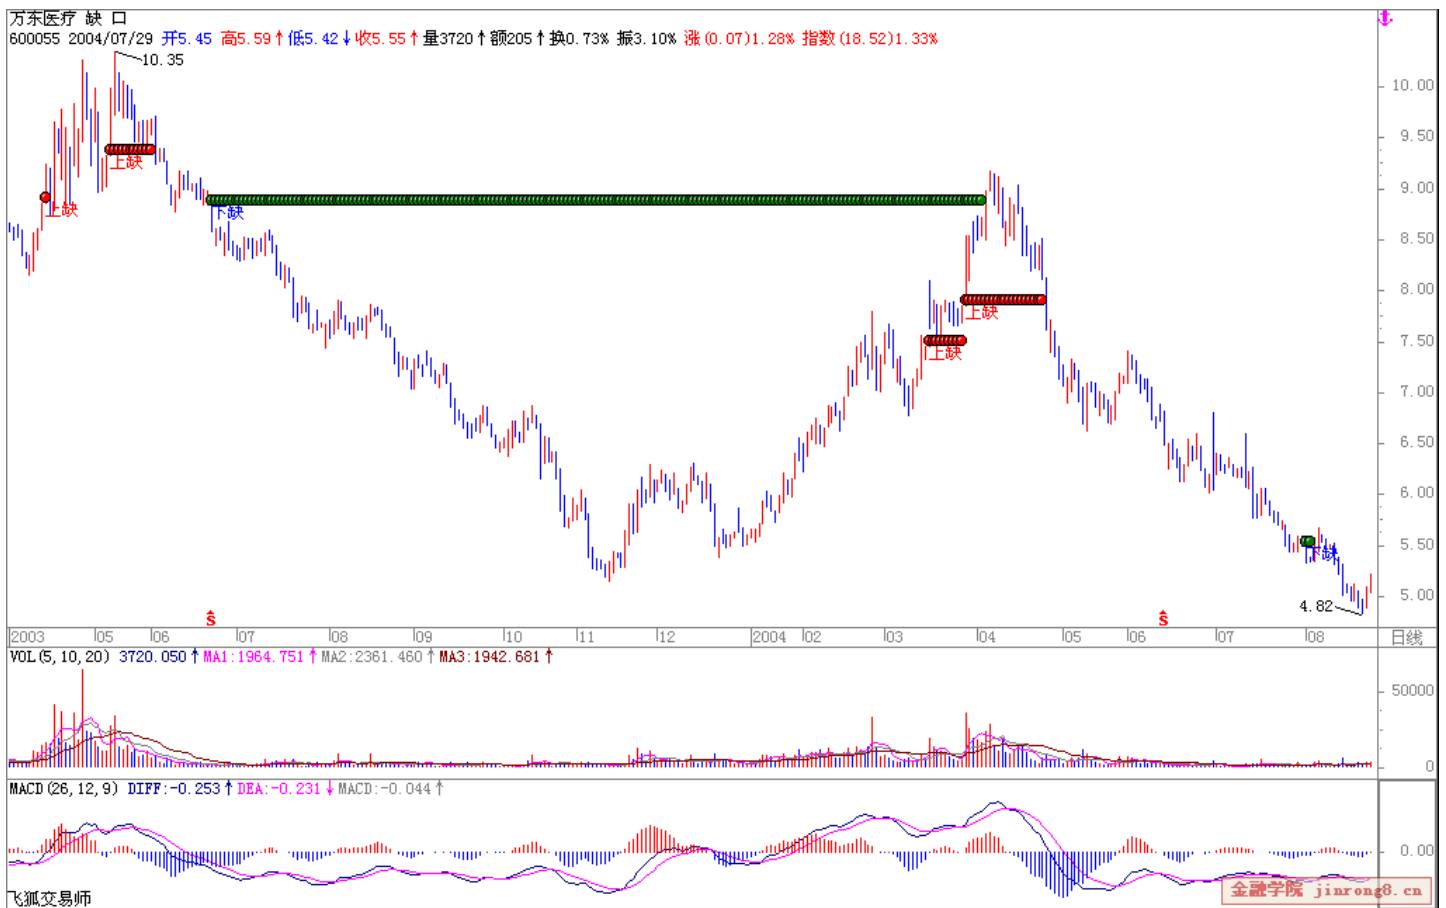 万东医疗 缺 口
600055 2004/07/29 开5.45 高5.59↑低5.42↓收5.55↑量3720↑额205↑换0.73% 振3.10% 涨(0.07)1.28% 指数(18.52)1.33%
10.35
10.00
9.50
上缺
9.00
上缺
下缺
8.50
8.00
上缺
7.50
上缺
7.00
6.50
6.00
5.50
下缺
5.00
4.82
S S
2003 05 06 07 08 09 10 11 12 2004 02 03 04 05 06 07 08 日线
VOL(5,10,20) 3720.050↑MA1:1964.751↑MA2:2361.460↑MA3:1942.681↑
50000
0
MACD(26,12,9) DIFF:-0.253↑DEA:-0.231↓MACD:-0.044↑
0.00
金融学院 jinrong8.cn
飞狐交易师